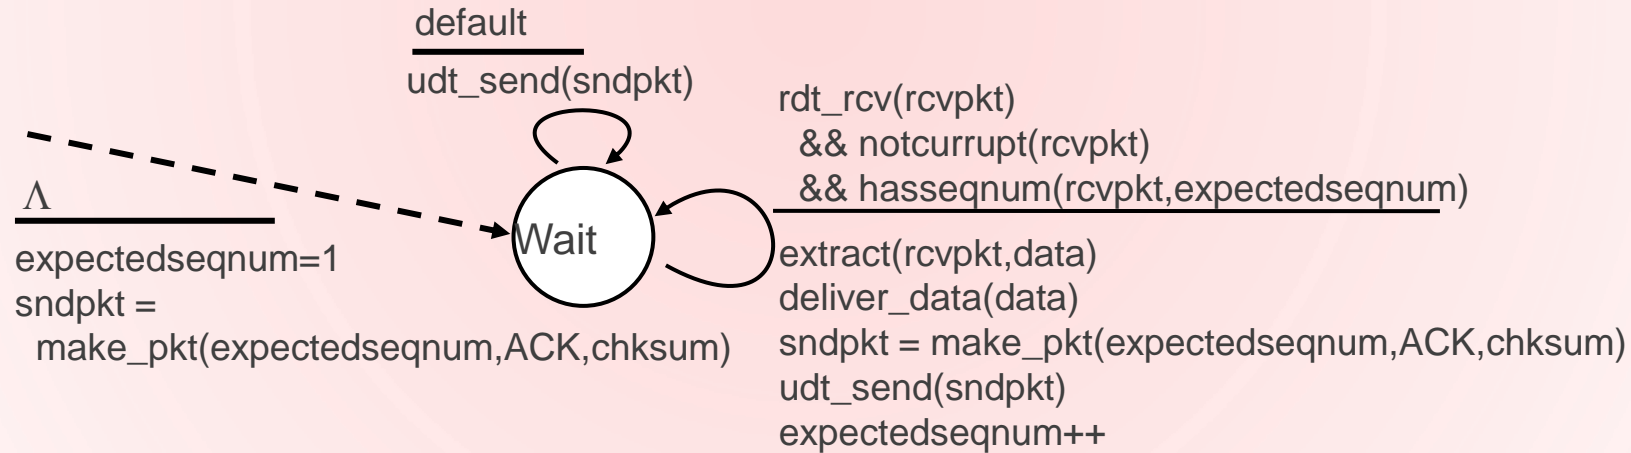 default
udt_send(sndpkt)
rdt_rcv(rcvpkt)
&& notcurrupt(rcvpkt)
&& hasseqnum(rcvpkt,expectedseqnum)
Λ
expectedseqnum=1
sndpkt =
make_pkt(expectedseqnum,ACK,chksum)
Wait
extract(rcvpkt,data)
deliver_data(data)
sndpkt = make_pkt(expectedseqnum,ACK,chksum)
udt_send(sndpkt)
expectedseqnum++